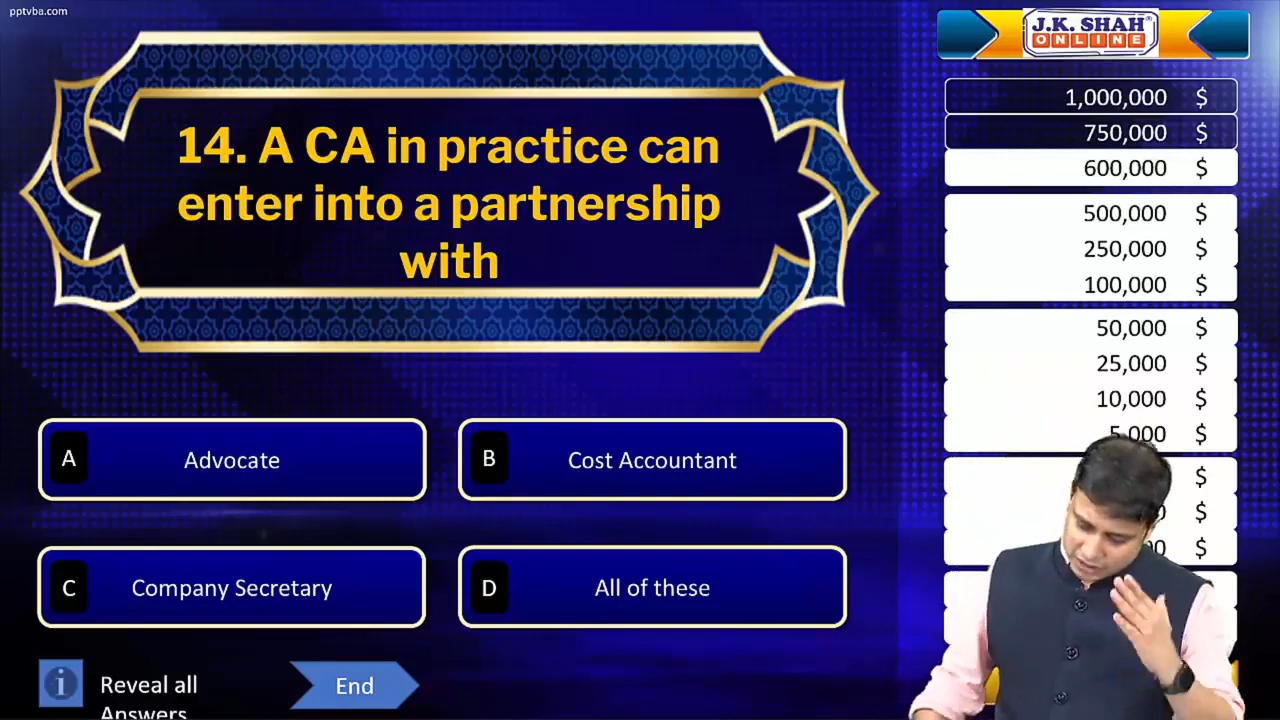 pptvba.com
J.K. SHAH®
ONLINE
14. A CA in practice can
enter into a partnership
with
1,000,000 $
750,000 $
600,000 $
500,000 $
250,000 $
100,000 $
50,000 $
25,000 $
10,000 $
5,000 $
$
$
$
A Advocate
B Cost Accountant
C Company Secretary
D All of these
i
Reveal all
Answers
End